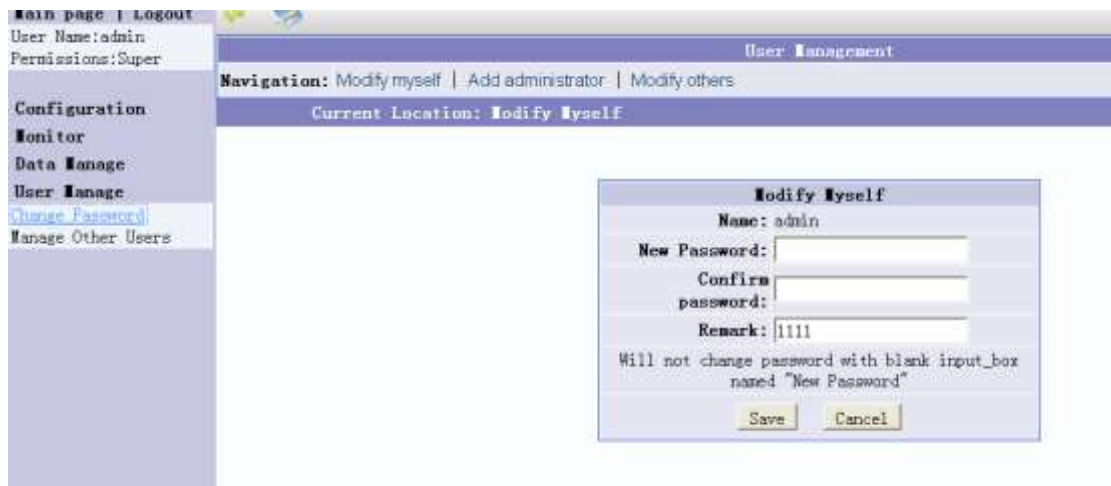 Main page | Logout
User Name:admin
Permissions:Super
Configuration
Monitor
Data Manage
User Manage
Change Password
Manage Other Users
User Management
Navigation: Modify myself | Add administrator | Modify others
Current Location: Modify Myself
Modify Myself
Name: admin
New Password:
Confirm
password:
Remark: 1111
Will not change password with blank input_box
named "New Password"
Save Cancel